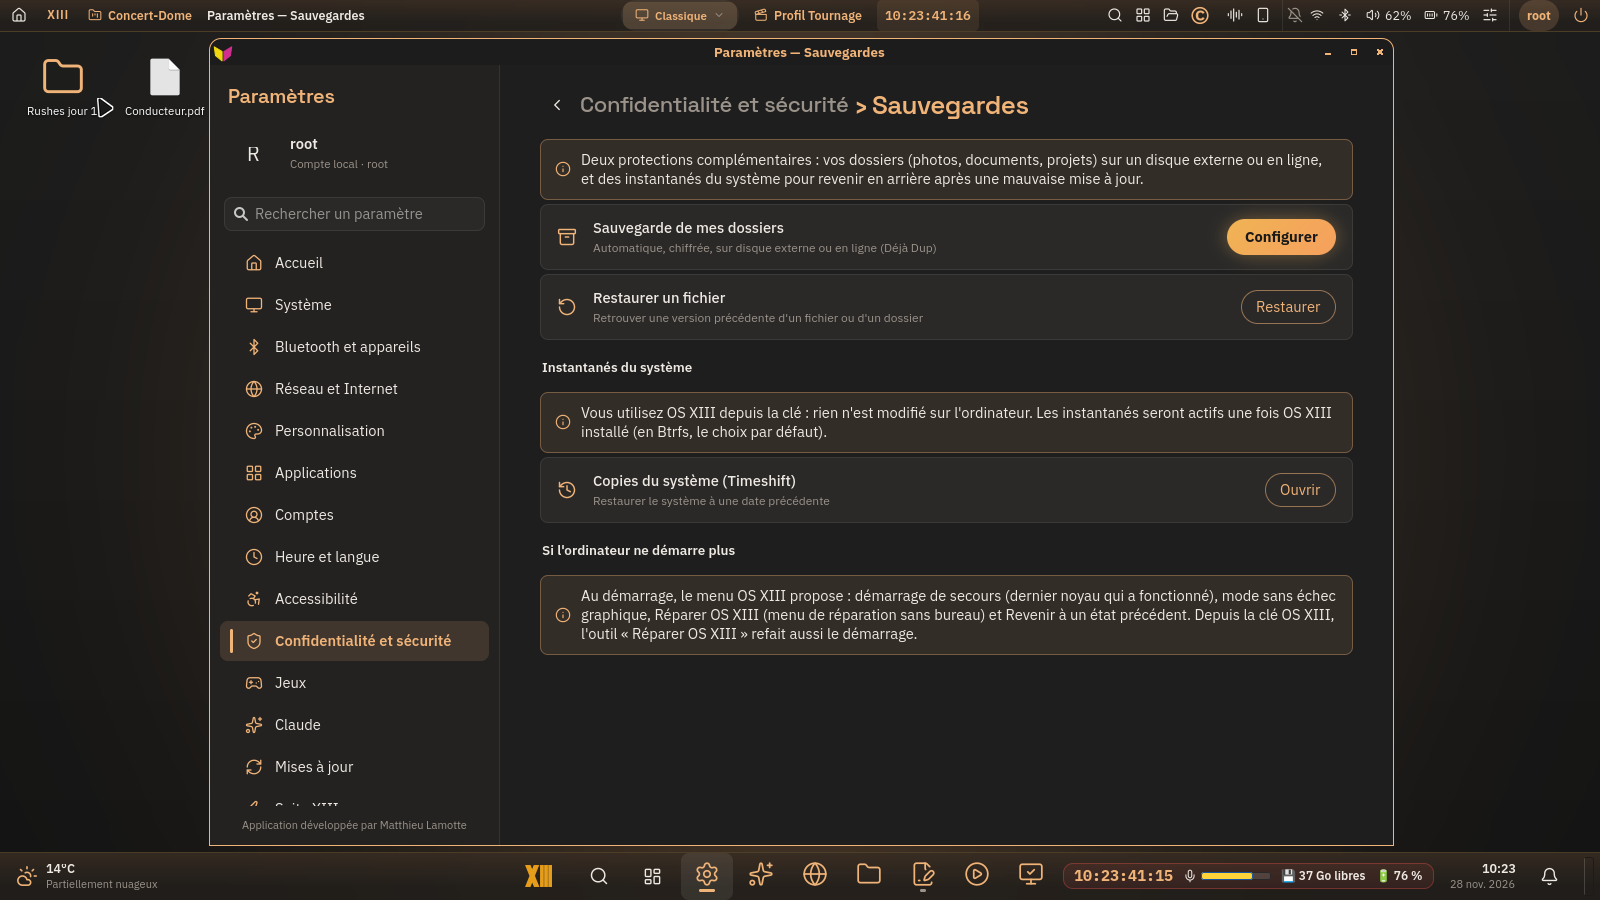 XIII Concert-Dome Paramètres — Sauvegardes Classique Profil Tournage 10:23:41:16 62% 76% root
Rushes jour 1
Conducteur.pdf
Paramètres — Sauvegardes
Paramètres
R
root
Compte local · root
Rechercher un paramètre
Accueil
Système
Bluetooth et appareils
Réseau et Internet
Personnalisation
Applications
Comptes
Heure et langue
Accessibilité
Confidentialité et sécurité
Jeux
Claude
Mises à jour
Application développée par Matthieu Lamotte
Confidentialité et sécurité > Sauvegardes
Deux protections complémentaires : vos dossiers (photos, documents, projets) sur un disque externe ou en ligne,
et des instantanés du système pour revenir en arrière après une mauvaise mise à jour.
Sauvegarde de mes dossiers
Automatique, chiffrée, sur disque externe ou en ligne (Déjà Dup)
Configurer
Restaurer un fichier
Retrouver une version précédente d'un fichier ou d'un dossier
Restaurer
Instantanés du système
Vous utilisez OS XIII depuis la clé : rien n'est modifié sur l'ordinateur. Les instantanés seront actifs une fois OS XIII
installé (en Btrfs, le choix par défaut).
Copies du système (Timeshift)
Restaurer le système à une date précédente
Ouvrir
Si l'ordinateur ne démarre plus
Au démarrage, le menu OS XIII propose : démarrage de secours (dernier noyau qui a fonctionné), mode sans échec
graphique, Réparer OS XIII (menu de réparation sans bureau) et Revenir à un état précédent. Depuis la clé OS XIII,
l'outil « Réparer OS XIII » refait aussi le démarrage.
14°C
Partiellement nuageux
XIII
10:23:41:15 37 Go libres 76 %
10:23
28 nov. 2026